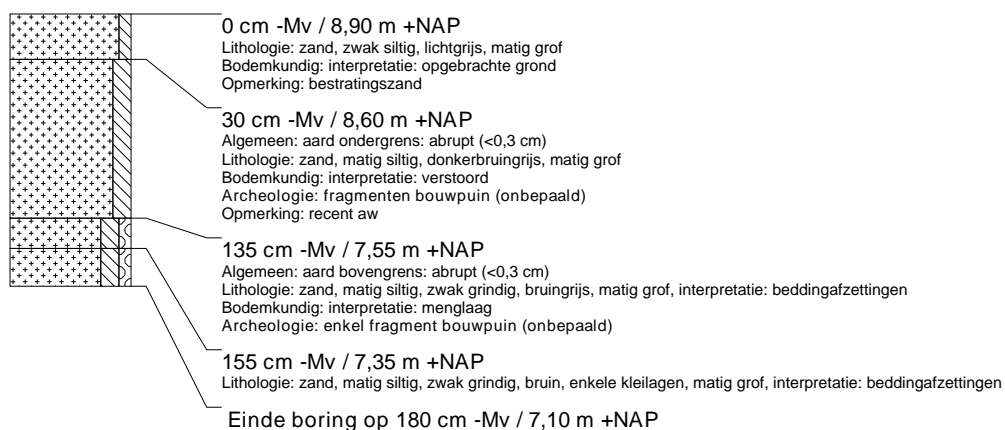 0 cm -Mv / 8,90 m +NAP
Lithologie: zand, zwak siltig, lichtgrijs, matig grof
Bodemkundig: interpretatie: opgebrachte grond
Opmerking: bestratingszand
30 cm -Mv / 8,60 m +NAP
Algemeen: aard ondergrens: abrupt (<0,3 cm)
Lithologie: zand, matig siltig, donkerbruingrijs, matig grof
Bodemkundig: interpretatie: verstoord
Archeologie: fragmenten bouwpuin (onbepaald)
Opmerking: recent aw
135 cm -Mv / 7,55 m +NAP
Algemeen: aard bovengrens: abrupt (<0,3 cm)
Lithologie: zand, matig siltig, zwak grindig, bruingrijs, matig grof, interpretatie: beddingafzettingen
Bodemkundig: interpretatie: menglaag
Archeologie: enkel fragment bouwpuin (onbepaald)
155 cm -Mv / 7,35 m +NAP
Lithologie: zand, matig siltig, zwak grindig, bruin, enkele kleilagen, matig grof, interpretatie: beddingafzettingen
Einde boring op 180 cm -Mv / 7,10 m +NAP